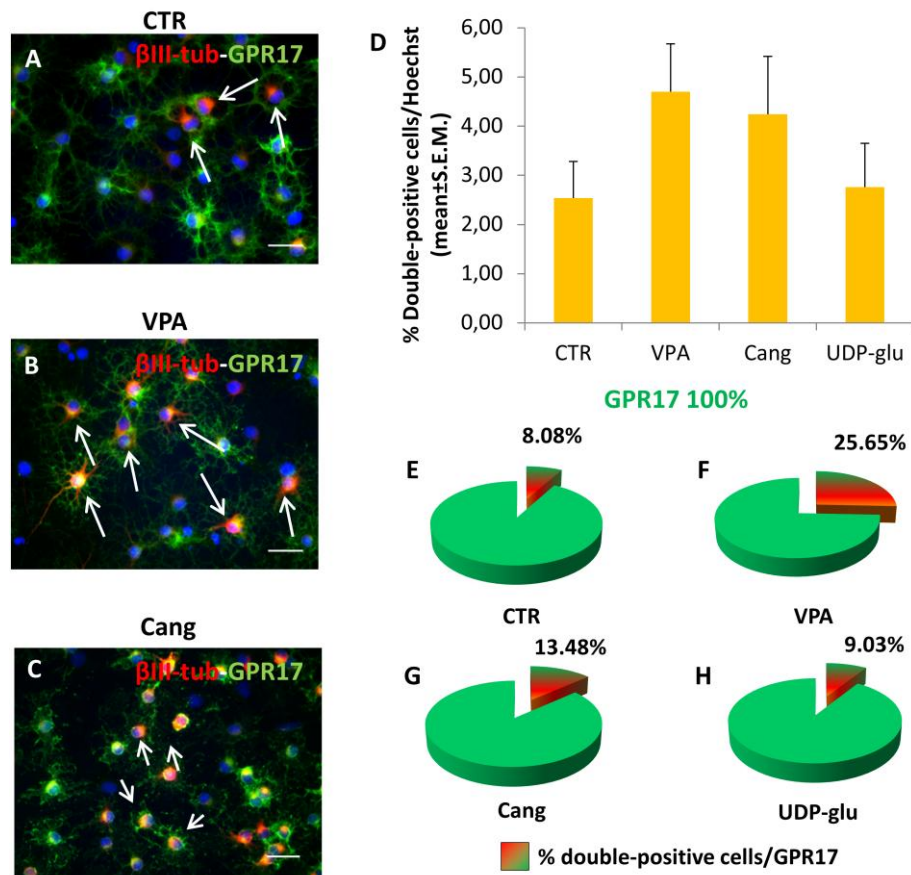 CTR
A
βIII-tub-GPR17
VPA
B
βIII-tub-GPR17
Cang
C
βIII-tub-GPR17
D
% Double-positive cells/Hoechst
(mean±S.E.M.)
6,00
5,00
4,00
3,00
2,00
1,00
0,00
CTR VPA Cang UDP-glu
GPR17 100%
E
8.08%
CTR
F
25.65%
VPA
G
13.48%
Cang
H
9.03%
UDP-glu
% double-positive cells/GPR17